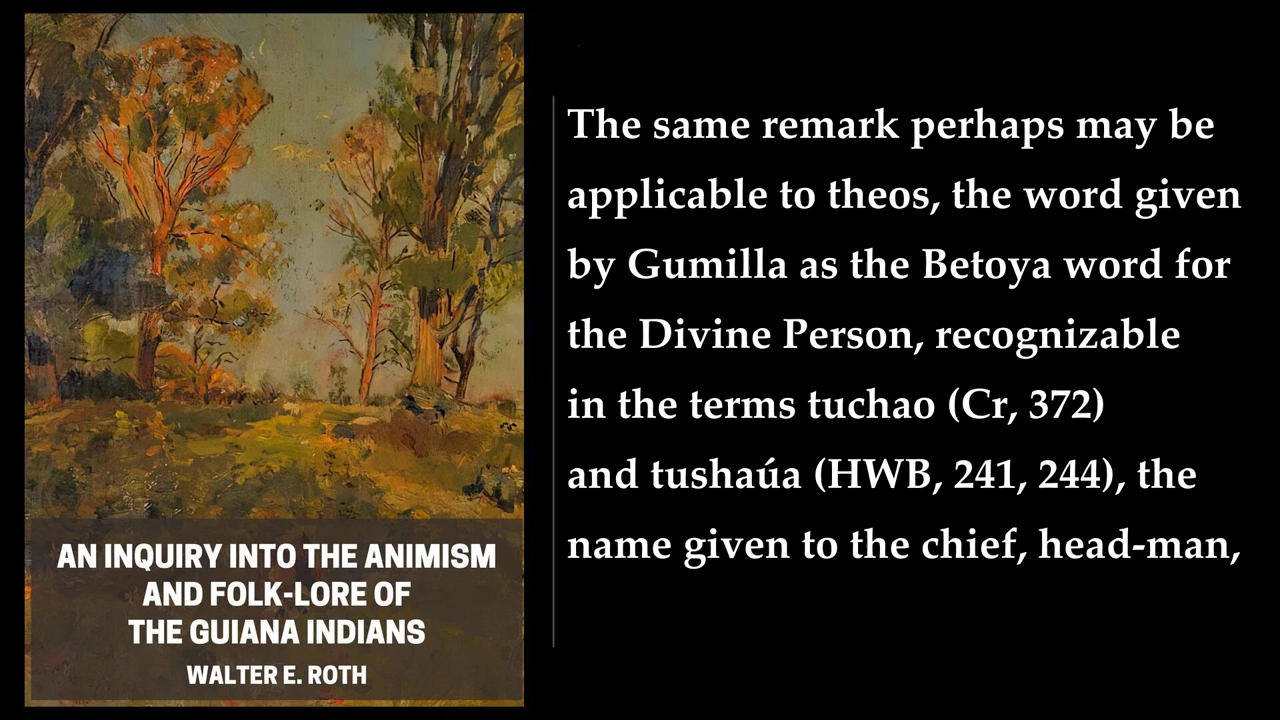 AN INQUIRY INTO THE ANIMISM
AND FOLK-LORE OF
THE GUIANA INDIANS
WALTER E. ROTH
The same remark perhaps may be
applicable to theos, the word given
by Gumilla as the Betoya word for
the Divine Person, recognizable
in the terms tuchao (Cr, 372)
and tushaúa (HWB, 241, 244), the
name given to the chief, head-man,